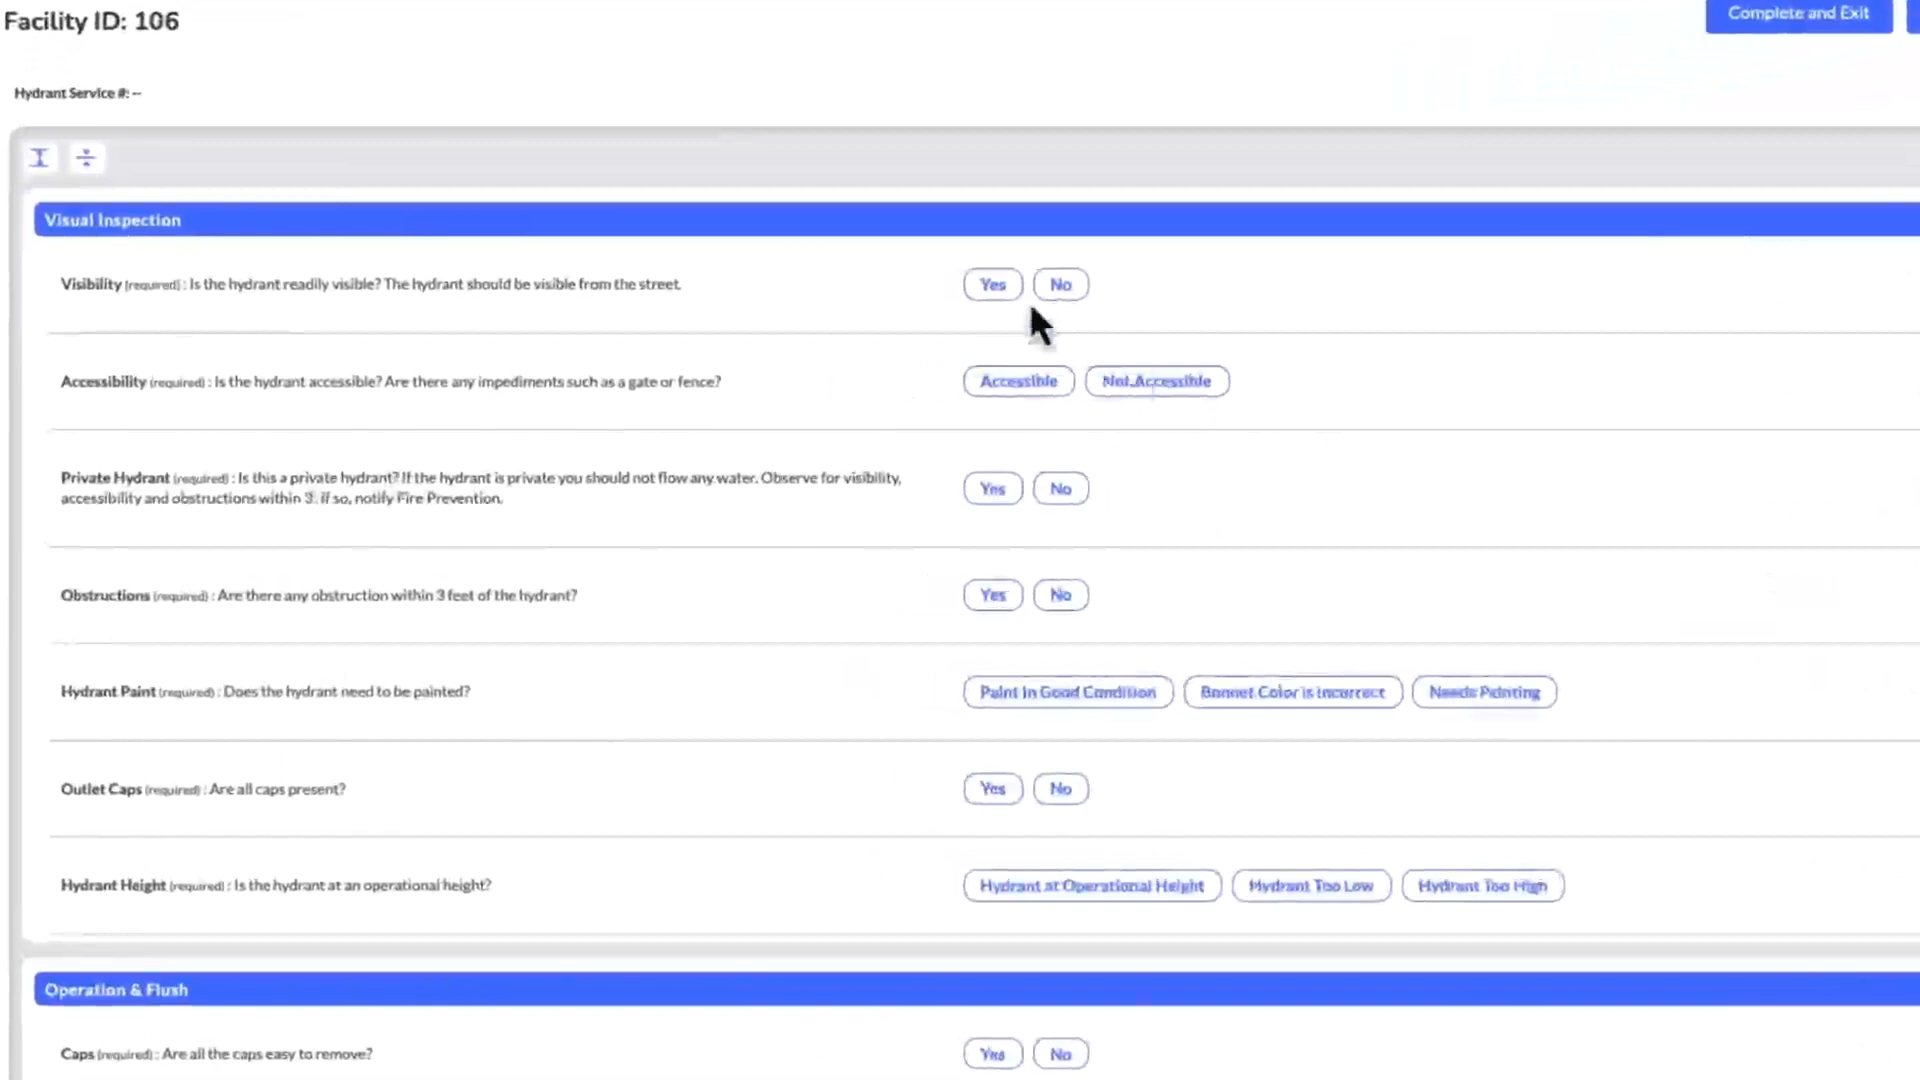 Facility ID: 106
Complete and Exit
Hydrant Service #: --
Visual Inspection
Visibility (required) : Is the hydrant readily visible? The hydrant should be visible from the street.
Yes No
Accessibility (required) : Is the hydrant accessible? Are there any impediments such as a gate or fence?
Accessible Not Accessible
Private Hydrant (required) : Is this a private hydrant? If the hydrant is private you should not flow any water. Observe for visibility,
accessibility and obstructions within 3'. If so, notify Fire Prevention.
Yes No
Obstructions (required) : Are there any obstruction within 3 feet of the hydrant?
Yes No
Hydrant Paint (required) : Does the hydrant need to be painted?
Paint In Good Condition Bonnet Color is Incorrect Needs Painting
Outlet Caps (required) : Are all caps present?
Yes No
Hydrant Height (required) : Is the hydrant at an operational height?
Hydrant at Operational Height Hydrant Too Low Hydrant Too High
Operation & Flush
Caps (required) : Are all the caps easy to remove?
Yes No